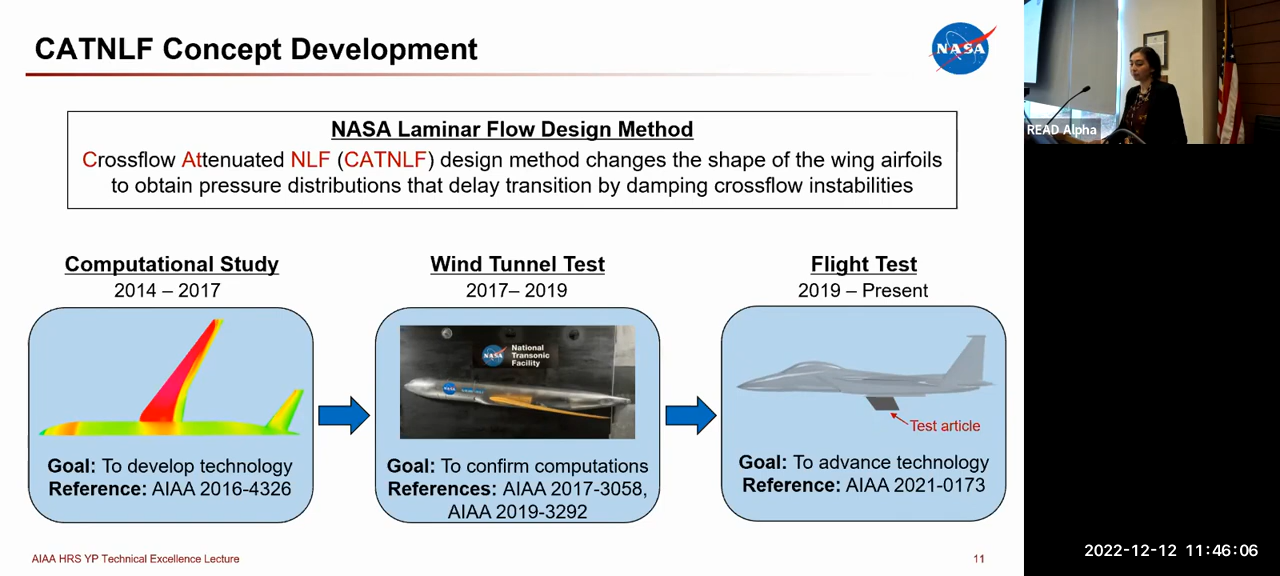 CATNLF Concept Development
NASA
NASA Laminar Flow Design Method
Crossflow Attenuated NLF (CATNLF) design method changes the shape of the wing airfoils
to obtain pressure distributions that delay transition by damping crossflow instabilities
Computational Study
2014 – 2017
Goal: To develop technology
Reference: AIAA 2016-4326
Wind Tunnel Test
2017– 2019
NASA
National
Transonic
Facility
Goal: To confirm computations
References: AIAA 2017-3058,
AIAA 2019-3292
Flight Test
2019 – Present
Test article
Goal: To advance technology
Reference: AIAA 2021-0173
AIAA HRS YP Technical Excellence Lecture
11
READ Alpha
2022-12-12 11:46:06